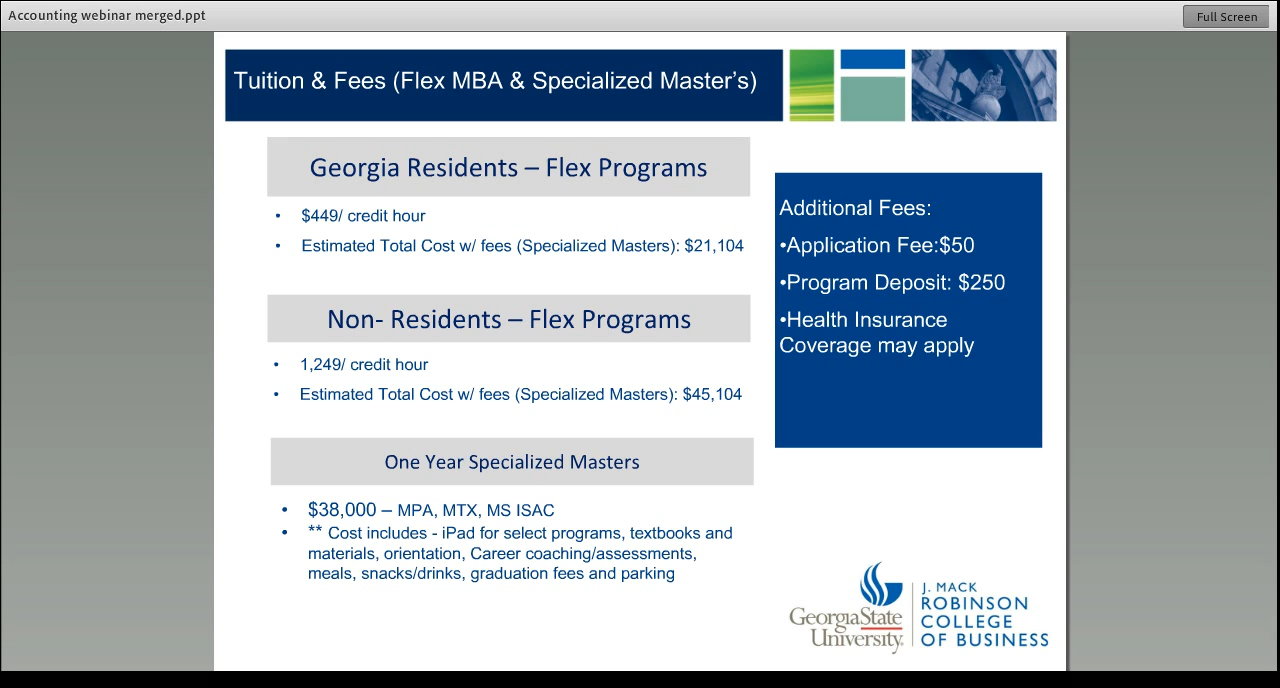 Accounting webinar merged.ppt
Full Screen
Tuition & Fees (Flex MBA & Specialized Master’s)
Georgia Residents – Flex Programs
• $449/ credit hour
• Estimated Total Cost w/ fees (Specialized Masters): $21,104
Non- Residents – Flex Programs
• 1,249/ credit hour
• Estimated Total Cost w/ fees (Specialized Masters): $45,104
One Year Specialized Masters
• $38,000 – MPA, MTX, MS ISAC
• ** Cost includes - iPad for select programs, textbooks and
materials, orientation, Career coaching/assessments,
meals, snacks/drinks, graduation fees and parking
Additional Fees:
•Application Fee:$50
•Program Deposit: $250
•Health Insurance
Coverage may apply
GeorgiaState
University
J. MACK
ROBINSON
COLLEGE
OF BUSINESS